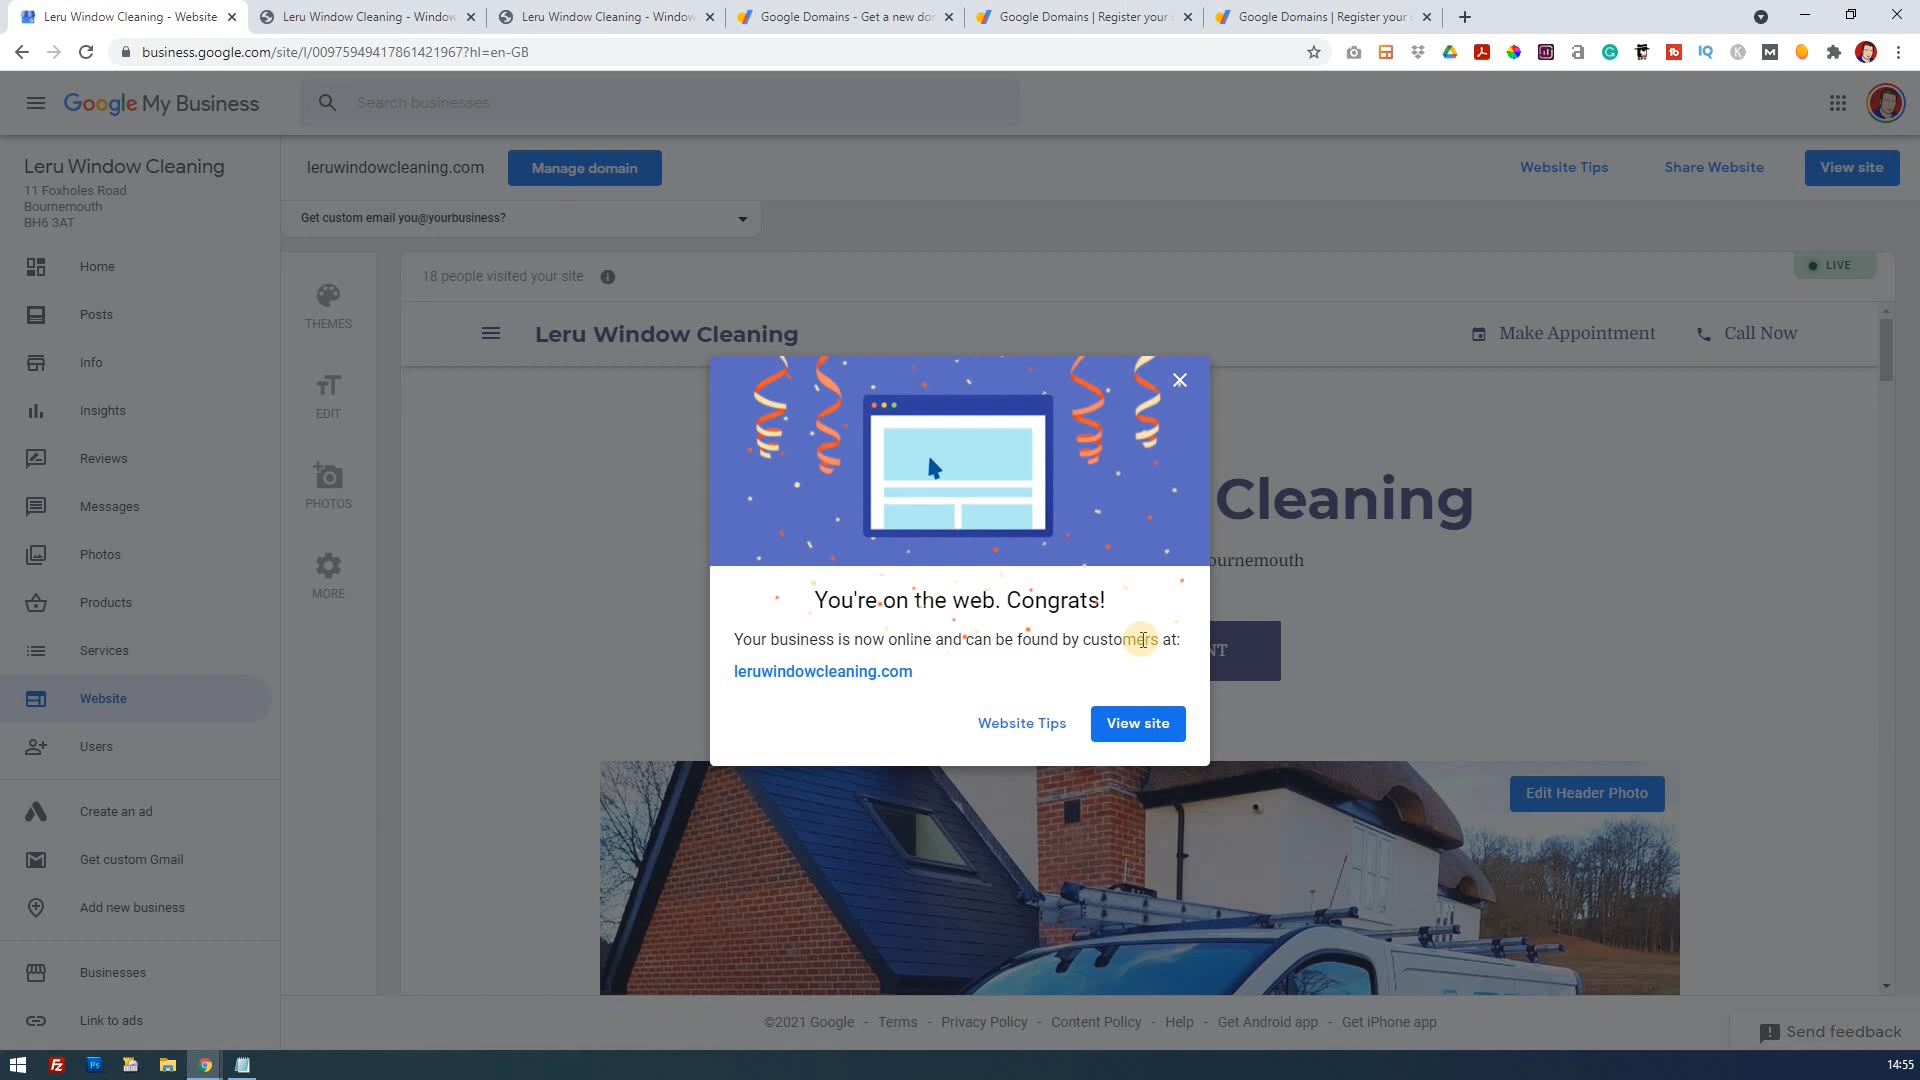 Leru Window Cleaning - Website
Leru Window Cleaning - Window
Leru Window Cleaning - Window
Google Domains - Get a new do
Google Domains | Register your
Google Domains | Register your
business.google.com/site/l/00975949417861421967?hl=en-GB
Google My Business
Search businesses
Leru Window Cleaning
11 Foxholes Road
Bournemouth
BH6 3AT
leruwindowcleaning.com
Manage domain
Website Tips
Share Website
View site
Get custom email you@yourbusiness?
Home
Posts
Info
Insights
Reviews
Messages
Photos
Products
Services
Website
Users
Create an ad
Get custom Gmail
Add new business
Businesses
Link to ads
THEMES
EDIT
PHOTOS
MORE
18 people visited your site
LIVE
Leru Window Cleaning
Make Appointment
Call Now
Cleaning
ournemouth
NT
You're on the web. Congrats!
Your business is now online and can be found by customers at:
leruwindowcleaning.com
Website Tips
View site
Edit Header Photo
©2021 Google - Terms - Privacy Policy - Content Policy - Help - Get Android app - Get iPhone app
Send feedback
14:55